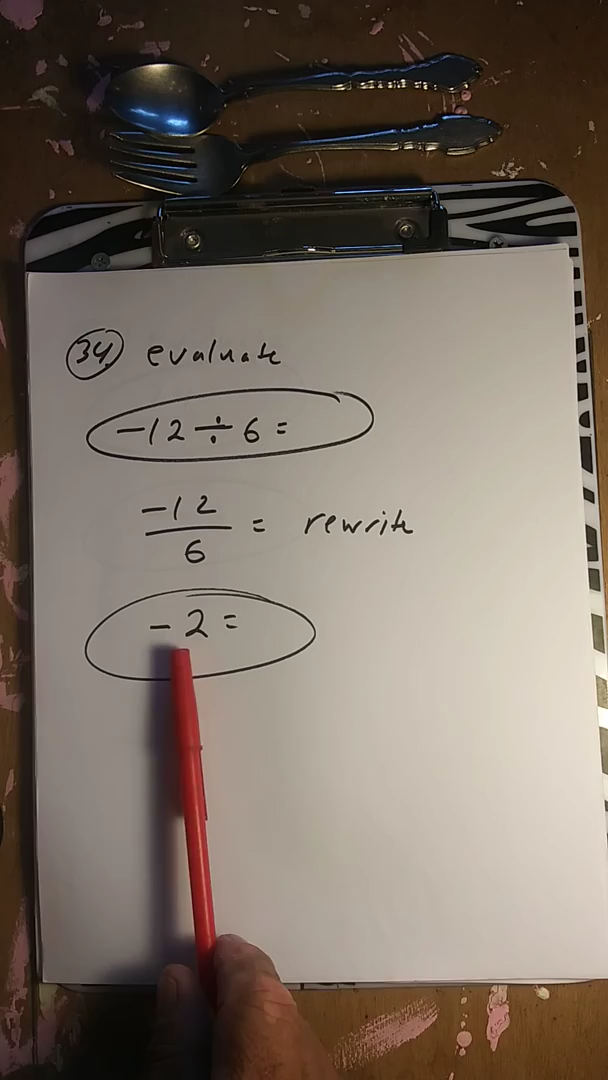 34. evaluate
-12 ÷ 6 =
-12
6 = rewrite
-2 =